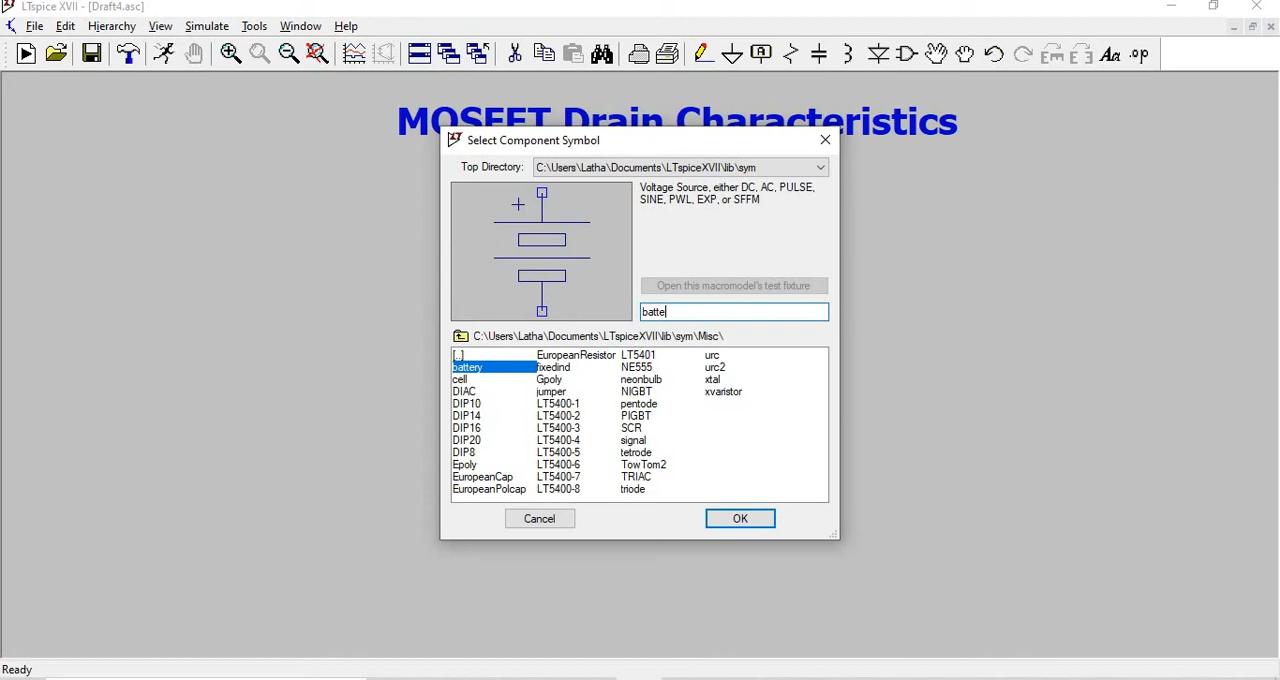 LTspice XVII - [Draft4.asc]
File Edit Hierarchy View Simulate Tools Window Help
Aa .op
MOSFET Drain Characteristics
Select Component Symbol
Top Directory: C:\Users\Latha\Documents\LTspiceXVII\lib\sym
Voltage Source, either DC, AC, PULSE,
SINE, PWL, EXP, or SFFM
Open this macromodel's test fixture
batte
C:\Users\Latha\Documents\LTspiceXVII\lib\sym\Misc\
[..] EuropeanResistor LT5401 urc
battery fixedind NE555 urc2
cell Gpoly neonbulb xtal
DIAC jumper NIGBT xvaristor
DIP10 LT5400-1 pentode
DIP14 LT5400-2 PIGBT
DIP16 LT5400-3 SCR
DIP20 LT5400-4 signal
DIP8 LT5400-5 tetrode
Epoly LT5400-6 TowTom2
EuropeanCap LT5400-7 TRIAC
EuropeanPolcap LT5400-8 triode
Cancel OK
Ready